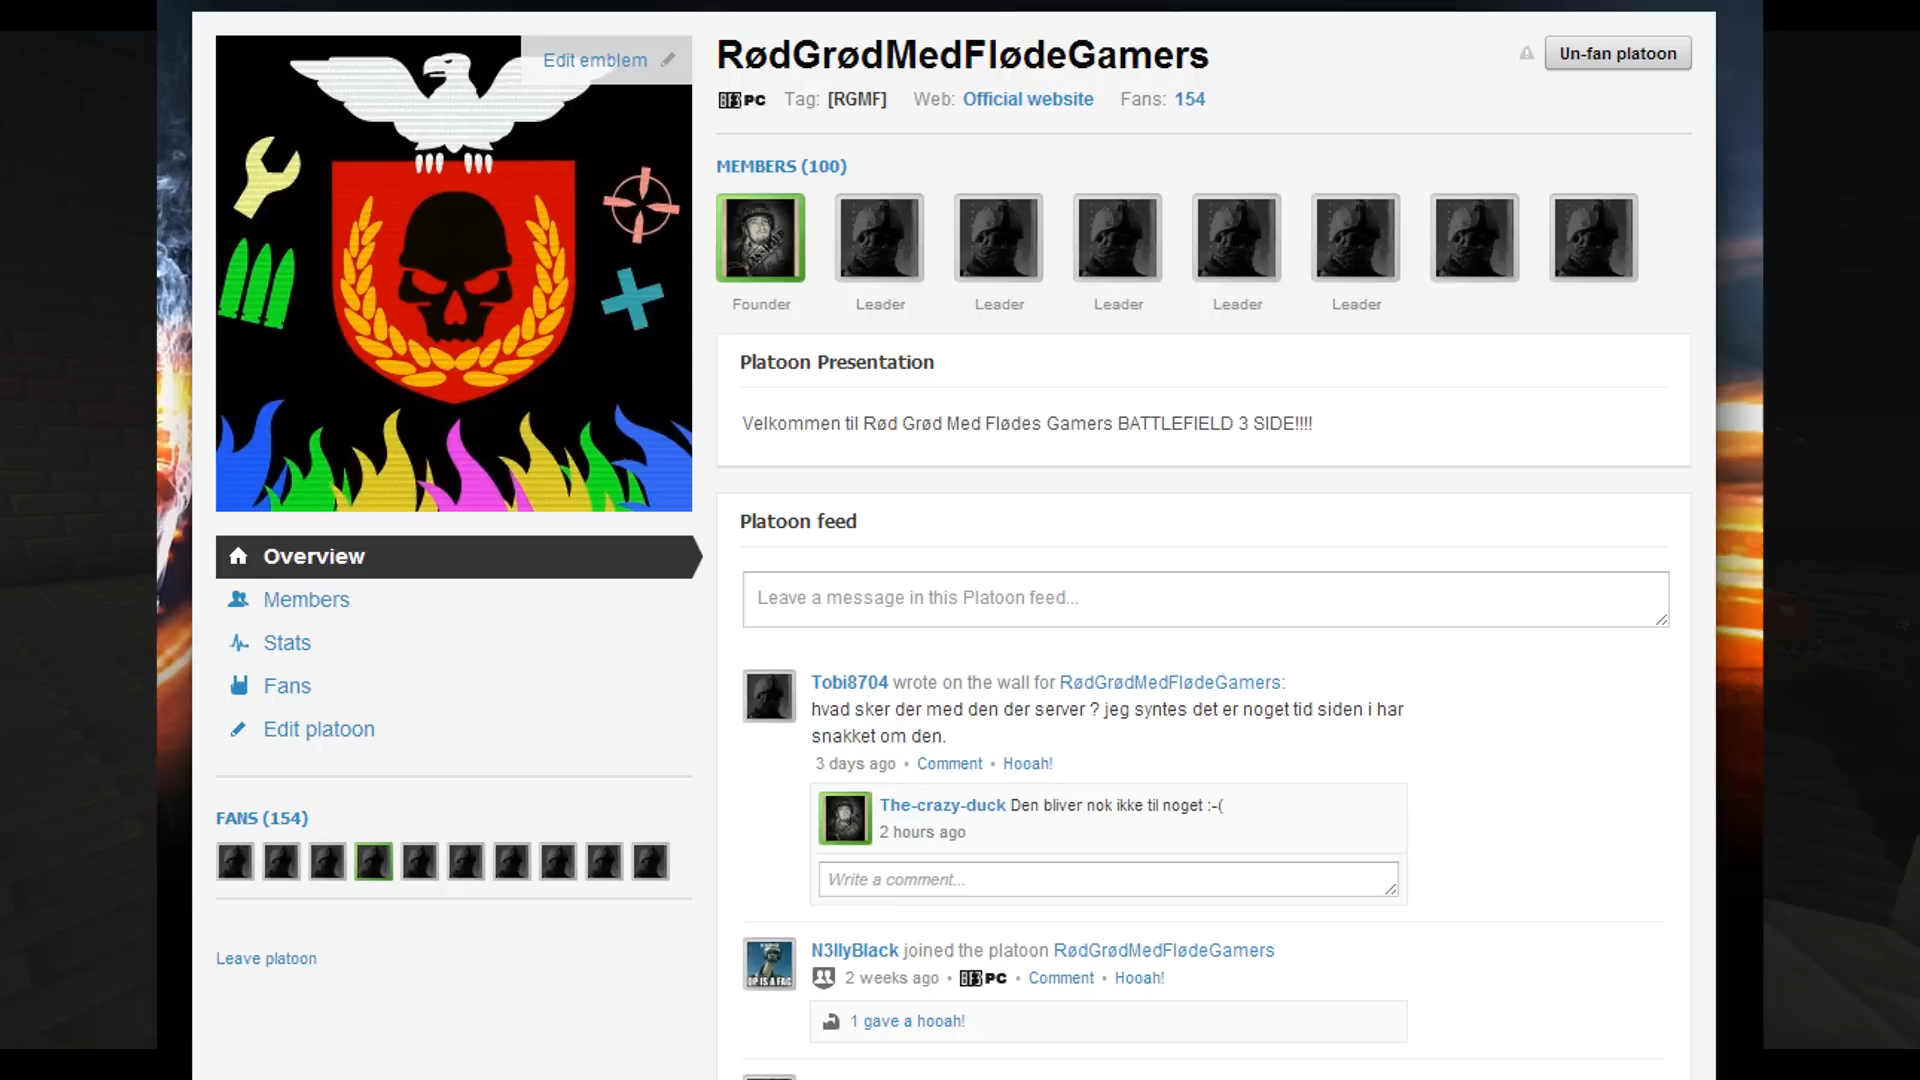 Edit emblem
RødGrødMedFlødeGamers
Un-fan platoon
BF3 PC Tag: [RGMF] Web: Official website Fans: 154
MEMBERS (100)
Founder Leader Leader Leader Leader Leader
Platoon Presentation
Velkommen til Rød Grød Med Flødes Gamers BATTLEFIELD 3 SIDE!!!!
Platoon feed
Leave a message in this Platoon feed...
Overview
Members
Stats
Fans
Edit platoon
FANS (154)
Leave platoon
Tobi8704 wrote on the wall for RødGrødMedFlødeGamers:
hvad sker der med den der server ? jeg syntes det er noget tid siden i har
snakket om den.
3 days ago • Comment • Hooah!
The-crazy-duck Den bliver nok ikke til noget :-(
2 hours ago
Write a comment...
N3llyBlack joined the platoon RødGrødMedFlødeGamers
2 weeks ago • BF3 PC • Comment • Hooah!
OP IS A FAG
1 gave a hooah!